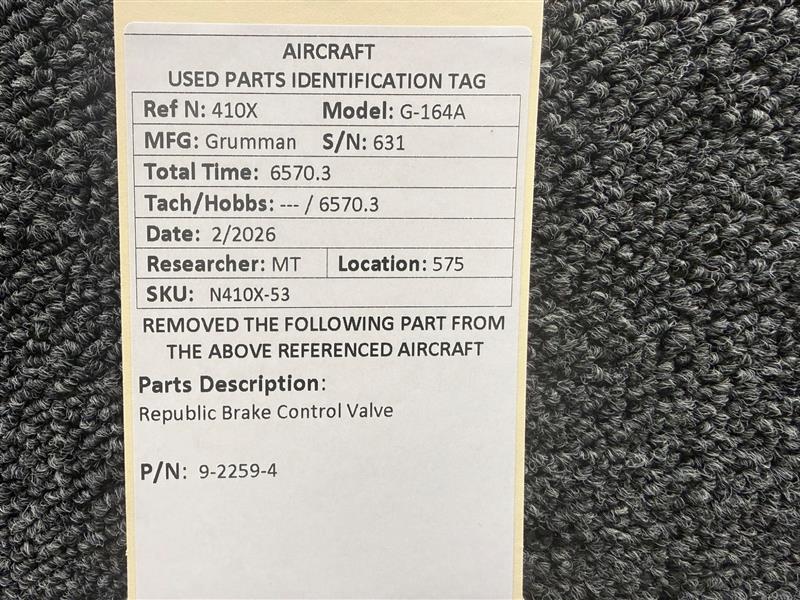 AIRCRAFT
USED PARTS IDENTIFICATION TAG
Ref N: 410X Model: G-164A
MFG: Grumman S/N: 631
Total Time: 6570.3
Tach/Hobbs: --- / 6570.3
Date: 2/2026
Researcher: MT Location: 575
SKU: N410X-53
REMOVED THE FOLLOWING PART FROM
THE ABOVE REFERENCED AIRCRAFT
Parts Description:
Republic Brake Control Valve
P/N: 9-2259-4